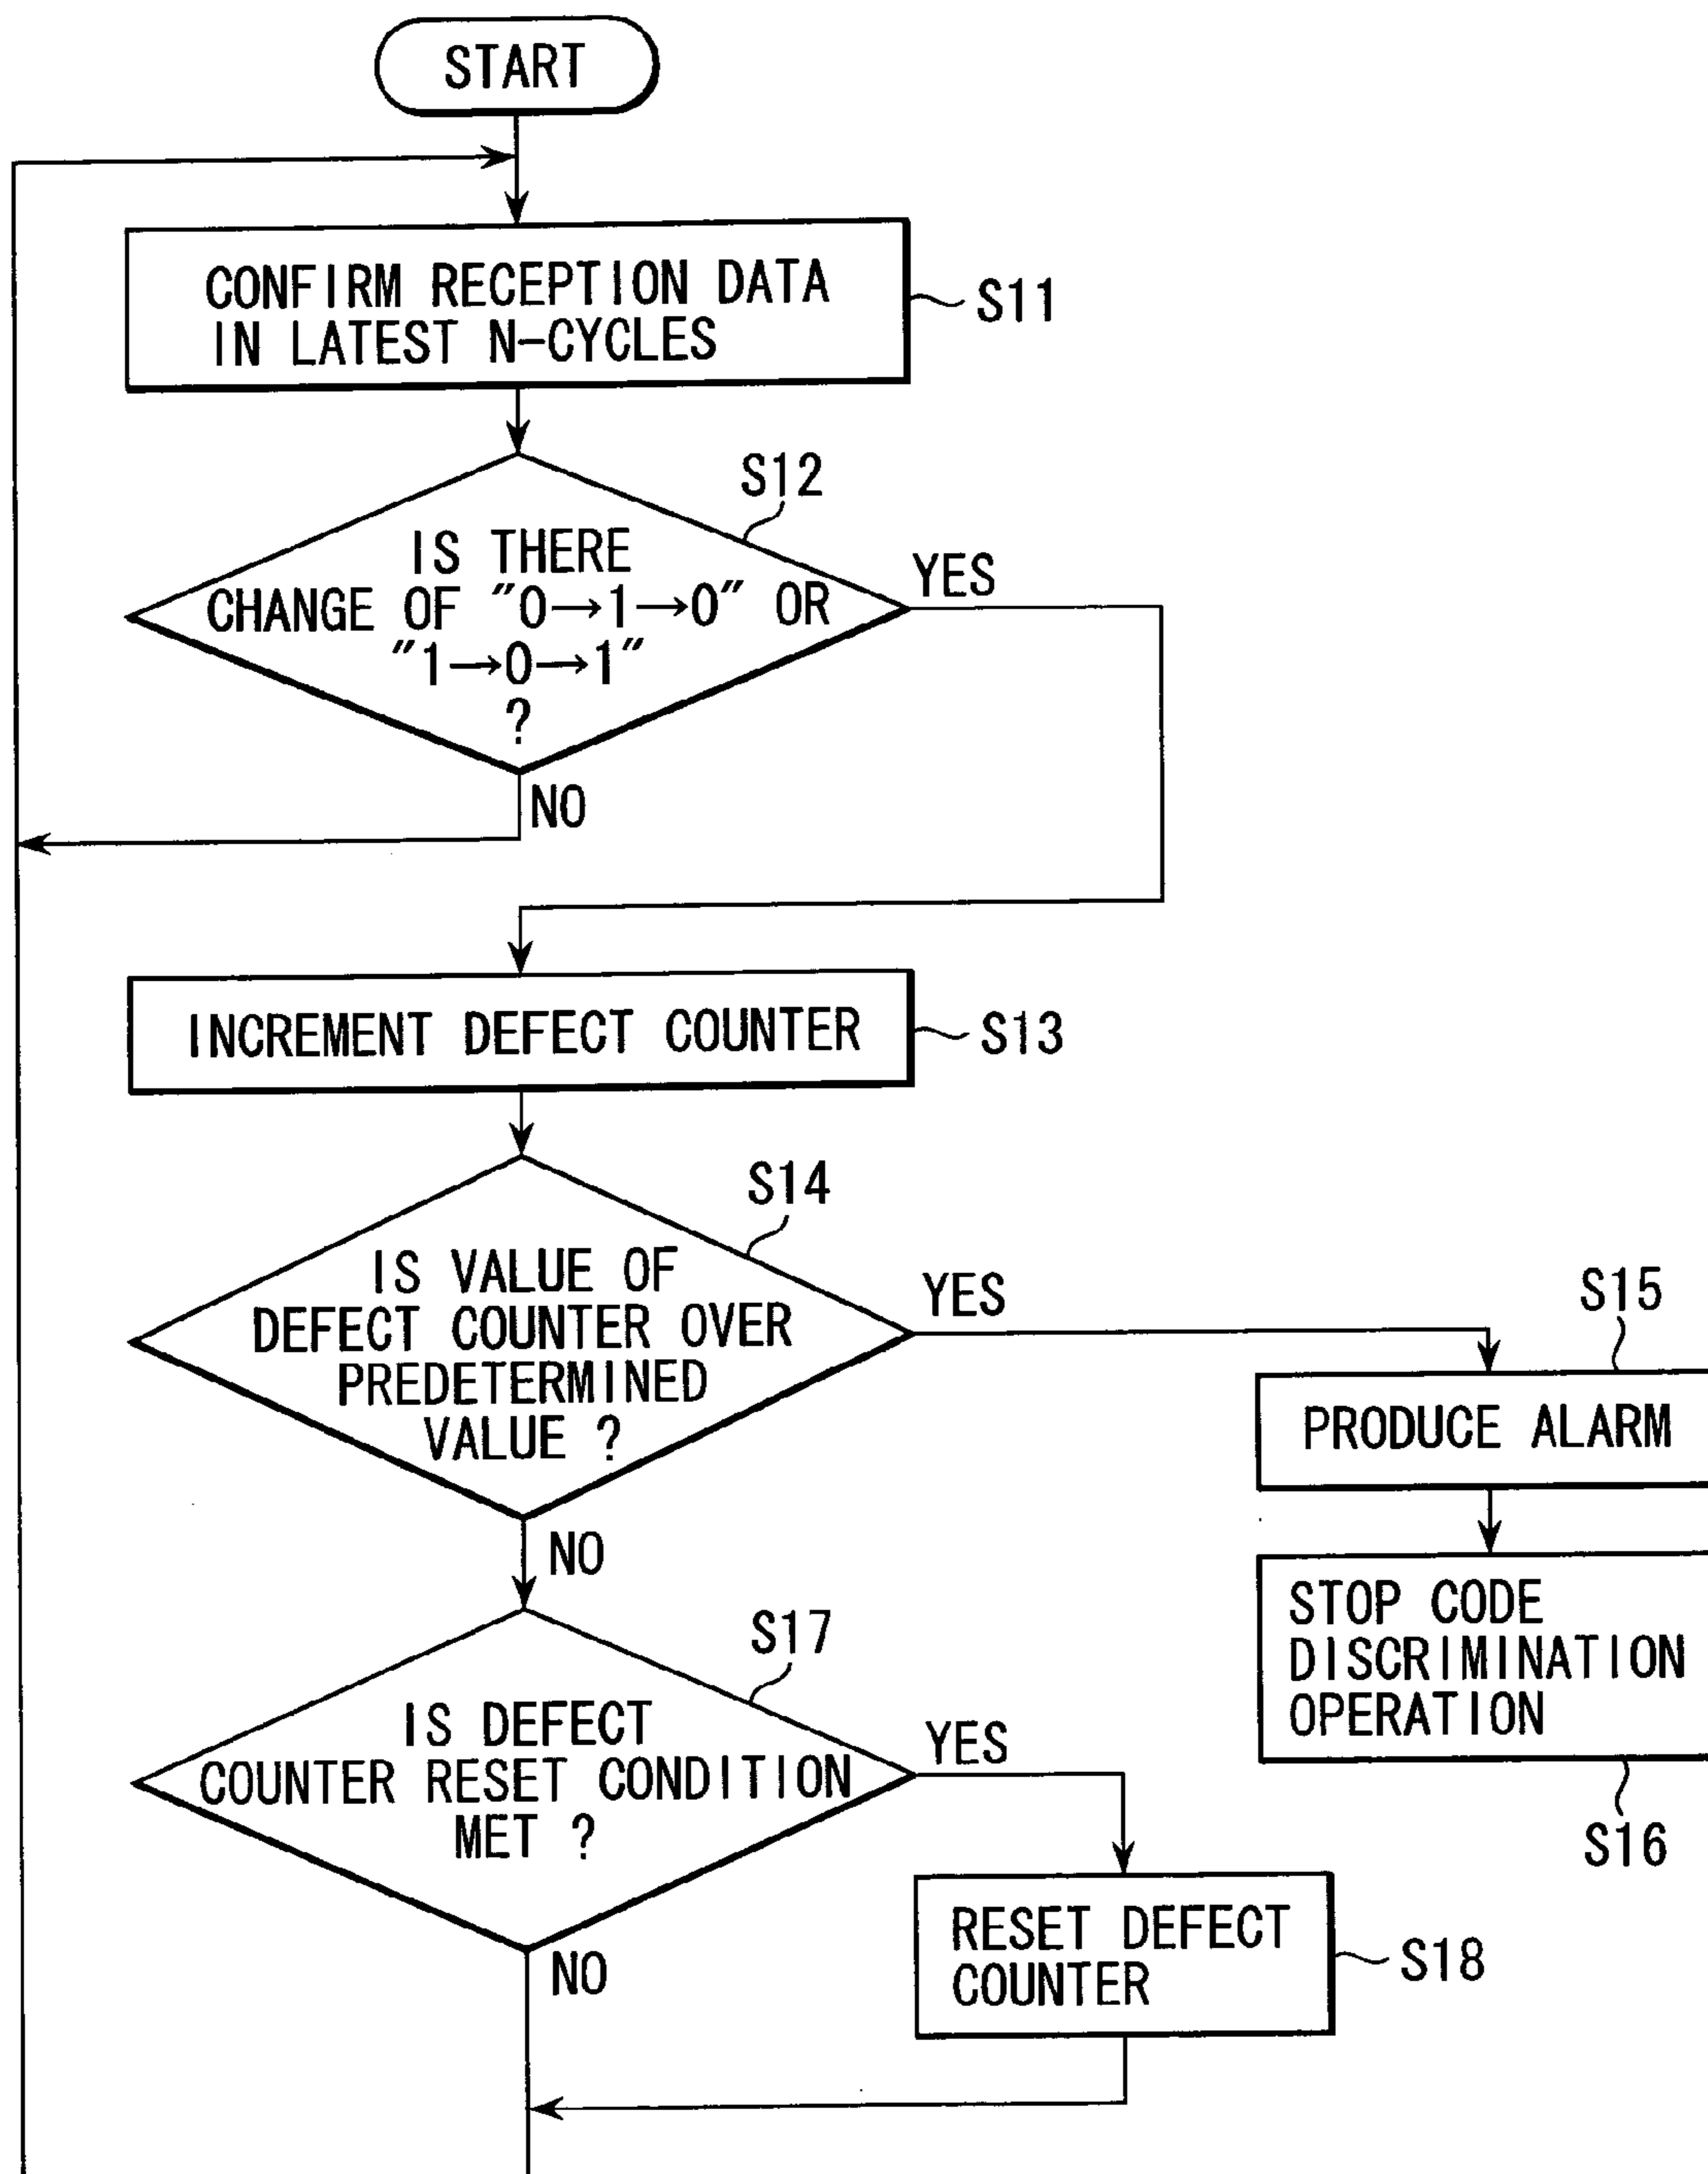 START
CONFIRM RECEPTION DATA
IN LATEST N-CYCLES
S11
S12
IS THERE
CHANGE OF "0→1→0" OR
"1→0→1"
?
YES
NO
INCREMENT DEFECT COUNTER
S13
S14
IS VALUE OF
DEFECT COUNTER OVER
PREDETERMINED
VALUE ?
YES
NO
S15
PRODUCE ALARM
STOP CODE
DISCRIMINATION
OPERATION
S16
S17
IS DEFECT
COUNTER RESET CONDITION
MET ?
YES
NO
RESET DEFECT
COUNTER
S18